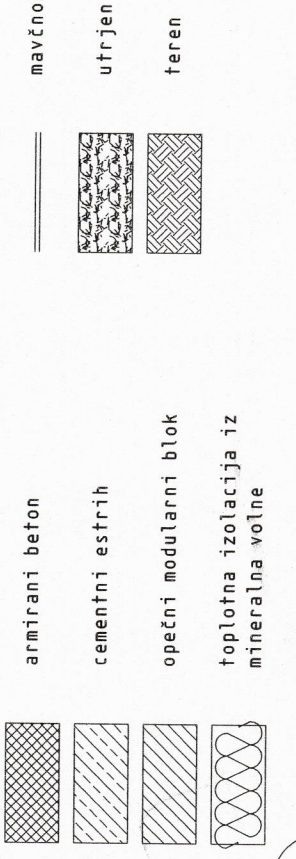 armirani beton
cementni estrih
opečni modularni blok
toplotna izolacija iz
mineralna volne
mavčno
utrjen
teren